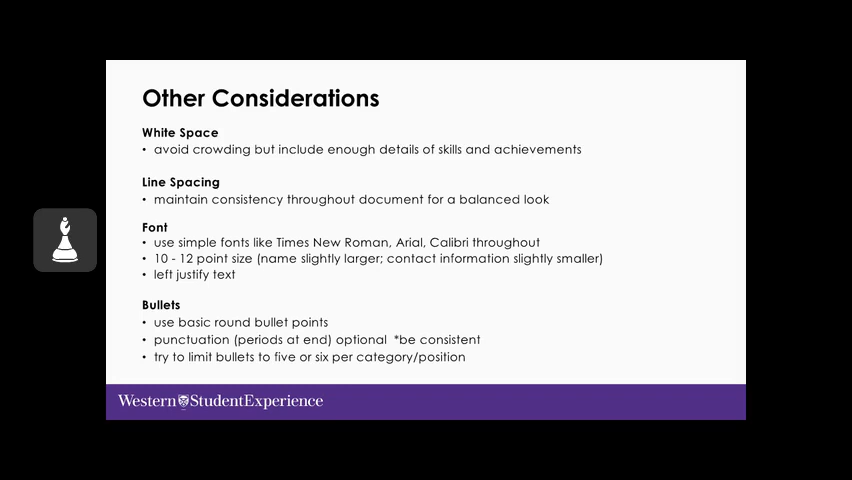 Other Considerations
White Space
• avoid crowding but include enough details of skills and achievements
Line Spacing
• maintain consistency throughout document for a balanced look
Font
• use simple fonts like Times New Roman, Arial, Calibri throughout
• 10 - 12 point size (name slightly larger; contact information slightly smaller)
• left justify text
Bullets
• use basic round bullet points
• punctuation (periods at end) optional *be consistent
• try to limit bullets to five or six per category/position
Western StudentExperience